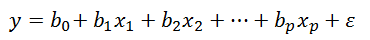 y = b₀ + b₁x₁ + b₂x₂ + ⋯ + bₚxₚ + ε